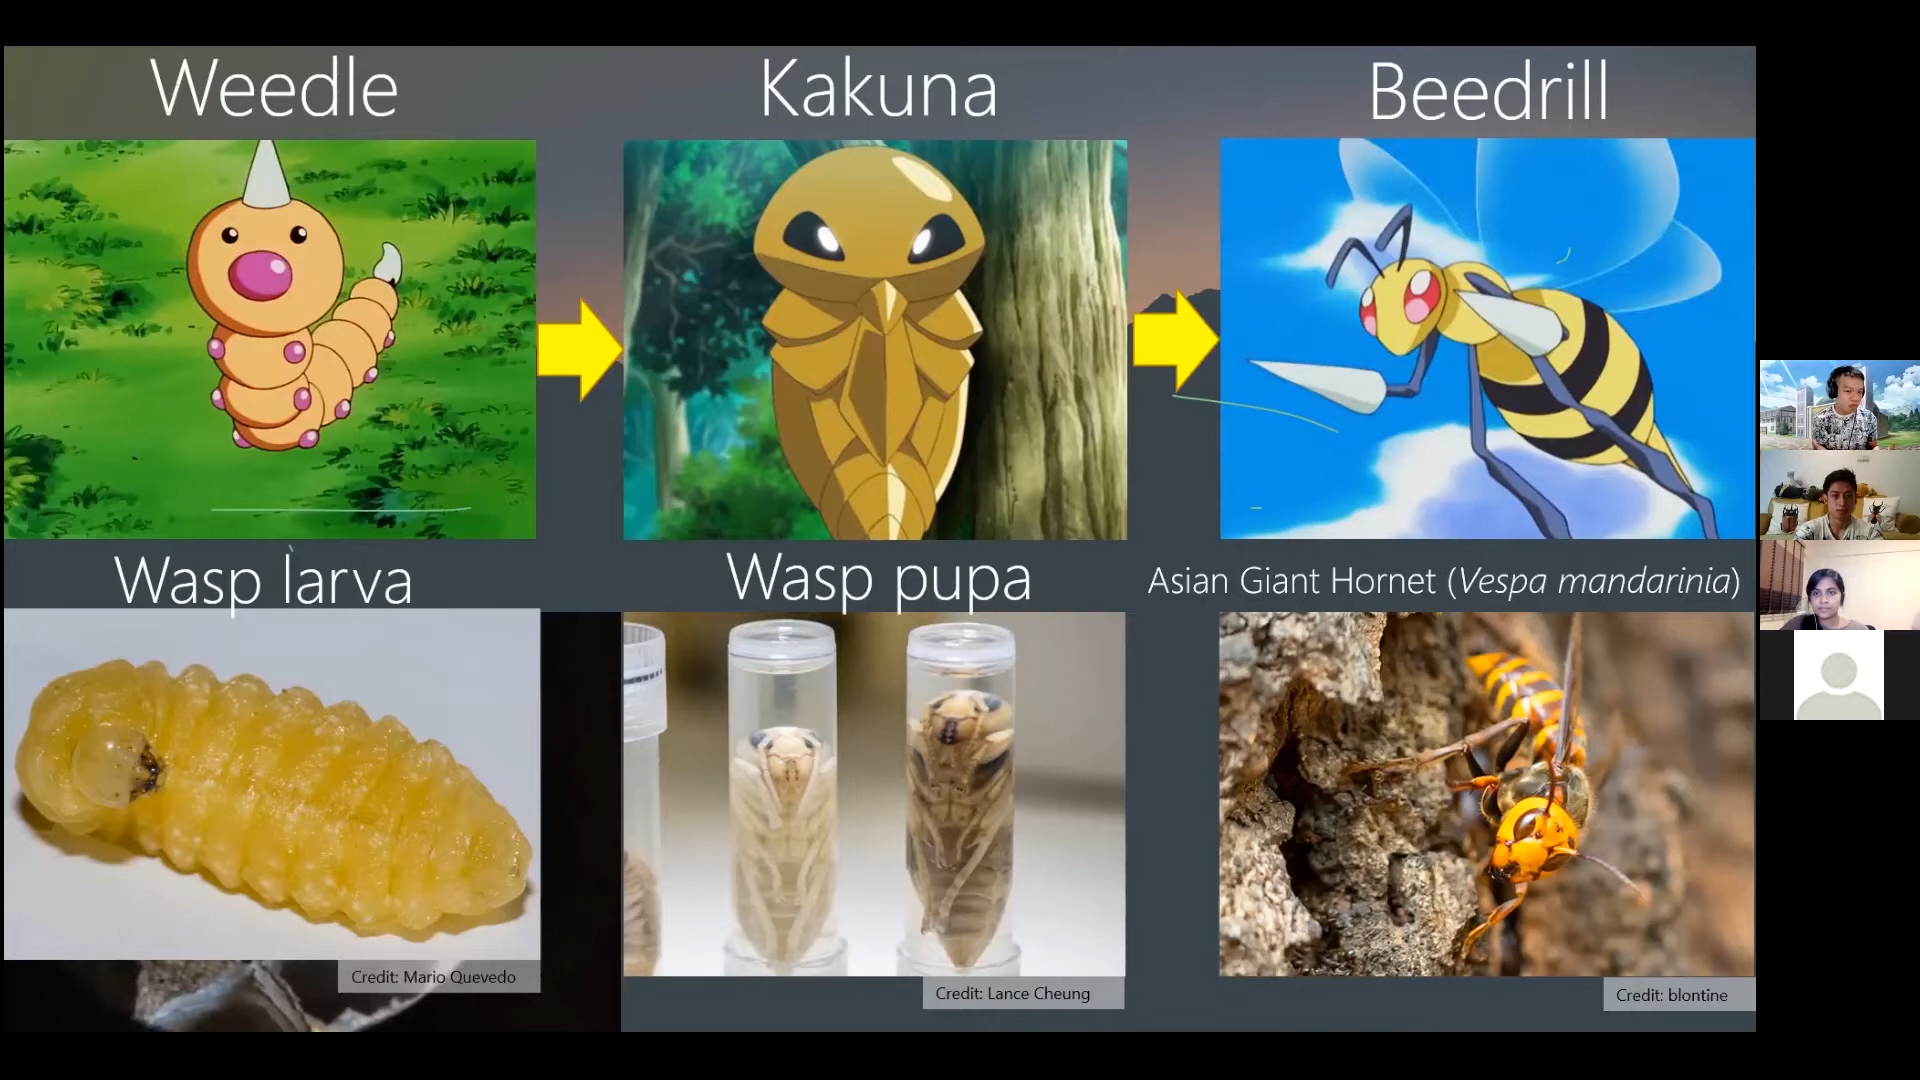 Weedle
Kakuna
Beedrill
Wasp larva
Wasp pupa
Asian Giant Hornet (Vespa mandarinia)
Credit: Mario Quevedo
Credit: Lance Cheung
Credit: blontine